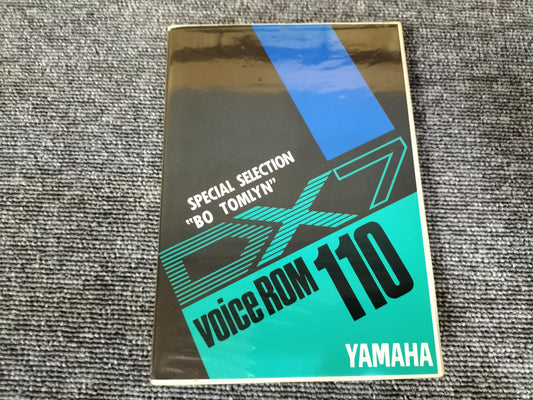 SPECIAL SELECTION
"BO TOMLYN"
DX7
voice ROM 110
YAMAHA